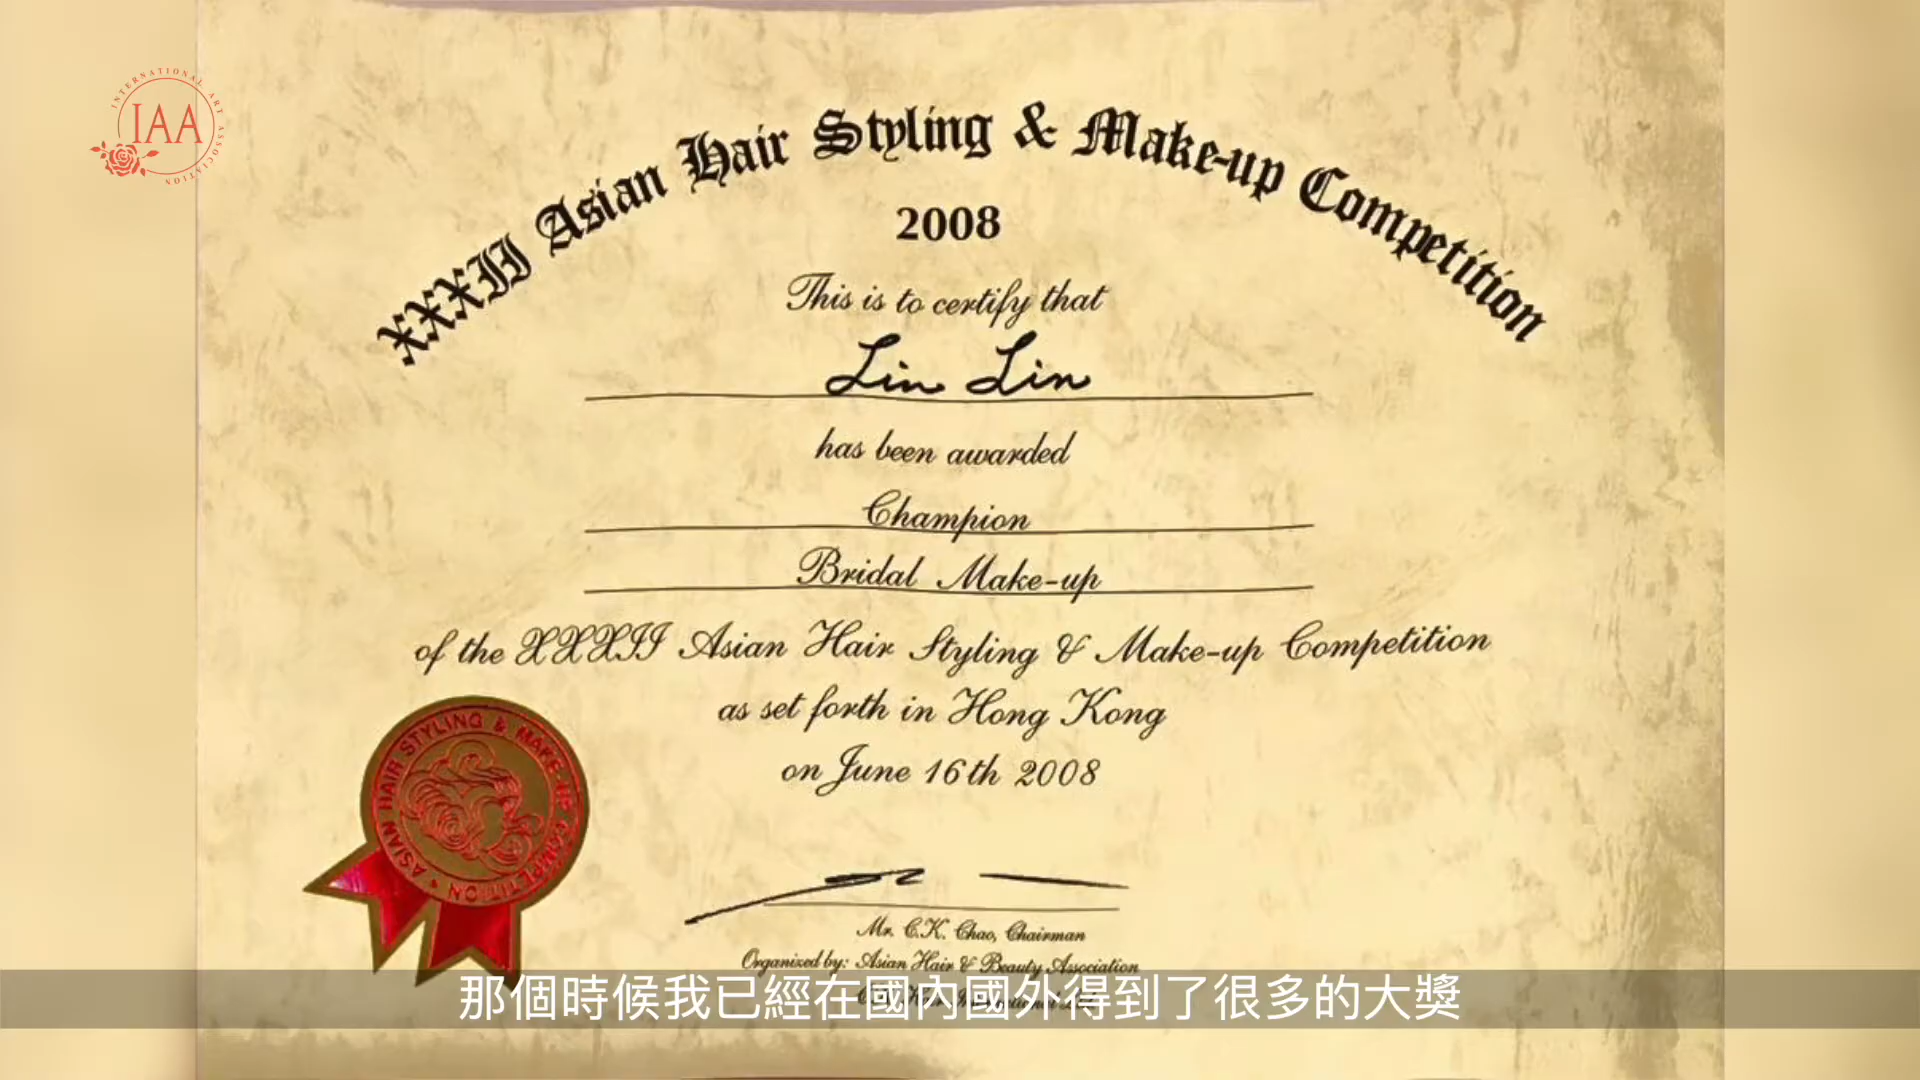 INTERNATIONAL ART ASSOCIATION
IAA
XXXII Asian Hair Styling & Make-up Competition
2008
This is to certify that
Lin Lin
has been awarded
Champion
Bridal Make-up
of the XXXII Asian Hair Styling & Make-up Competition
as set forth in Hong Kong
on June 16th 2008
ASIAN HAIR STYLING & MAKE-UP COMPETITION
Mr. C.K. Chao, Chairman
Organized by: Asian Hair & Beauty Association
那個時候我已經在國內國外得到了很多的大獎